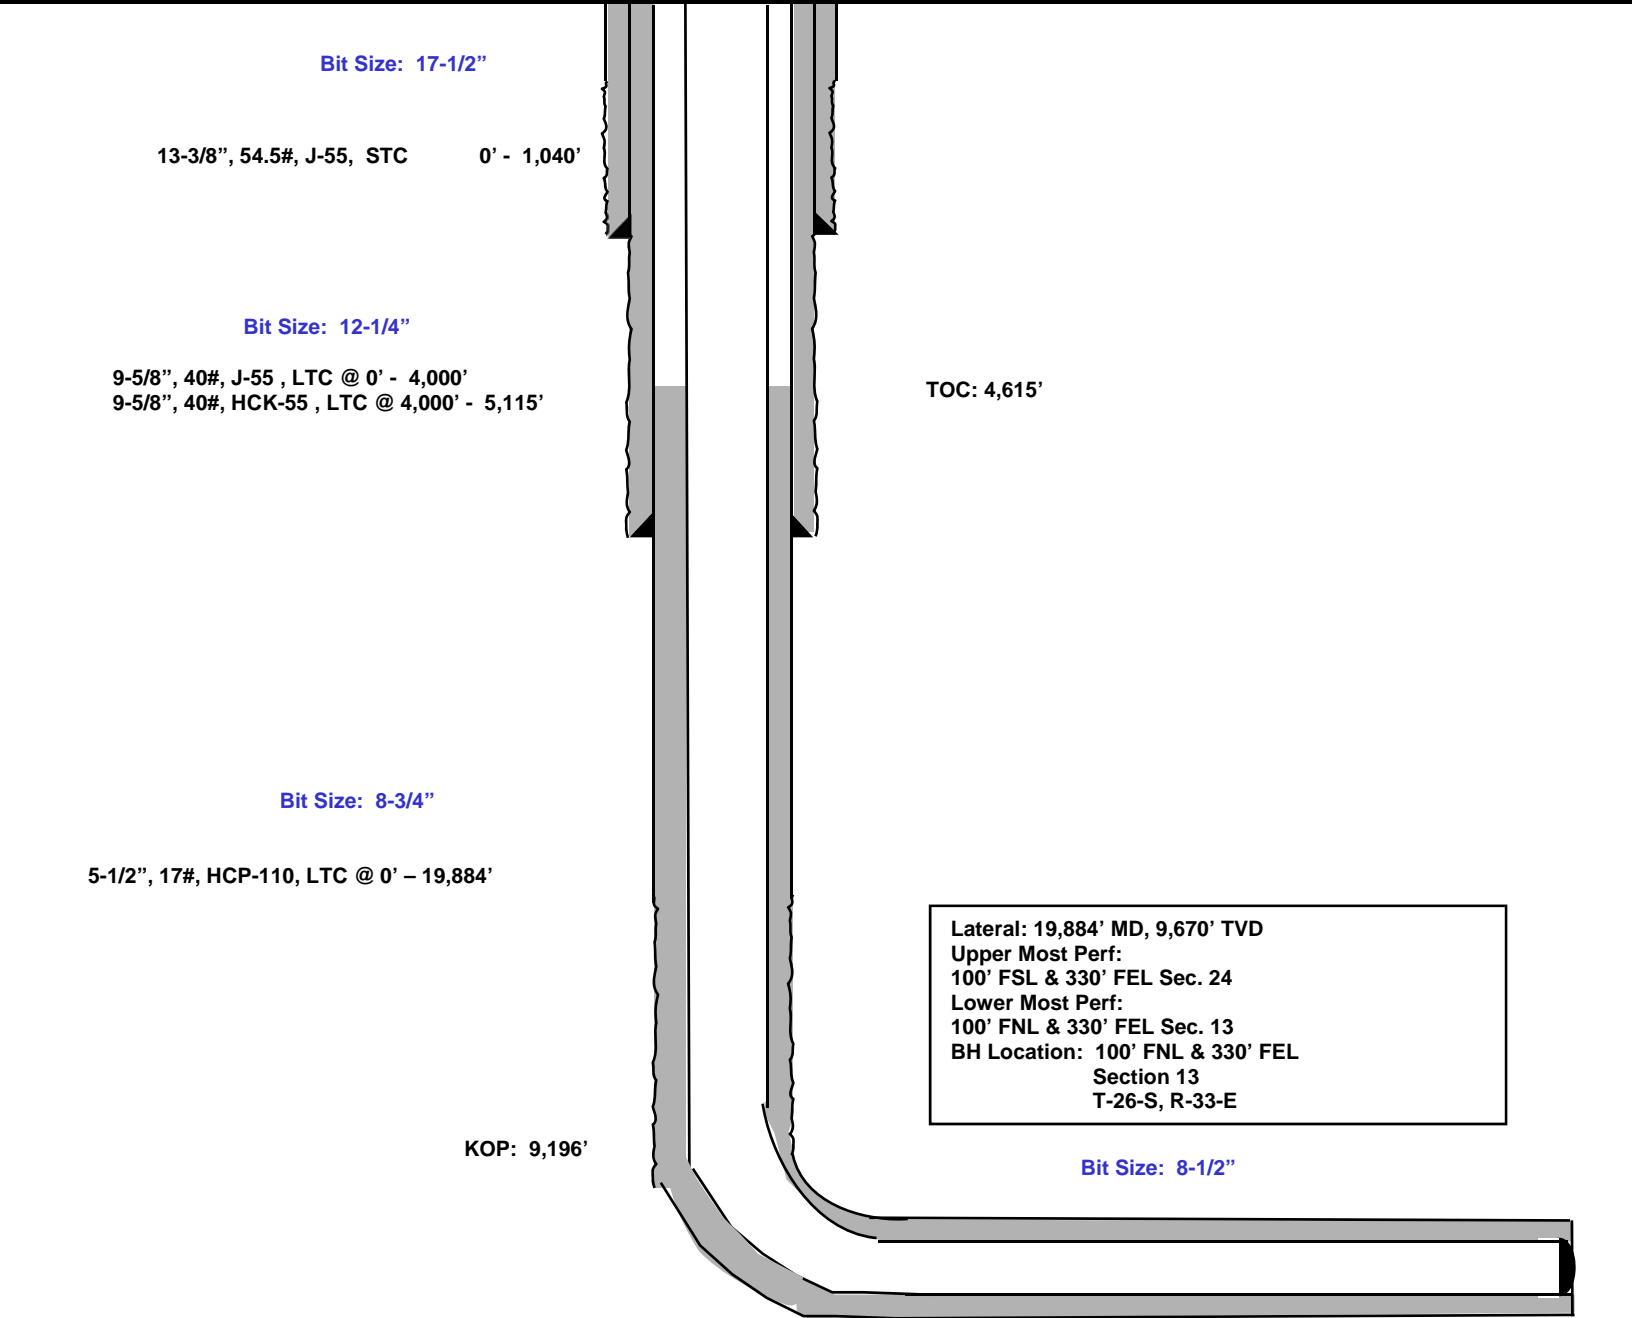 Bit Size: 17-1/2”
13-3/8”, 54.5#, J-55, STC 0’ - 1,040’
Bit Size: 12-1/4”
9-5/8”, 40#, J-55 , LTC @ 0’ - 4,000’
9-5/8”, 40#, HCK-55 , LTC @ 4,000’ - 5,115’
TOC: 4,615’
Bit Size: 8-3/4”
5-1/2”, 17#, HCP-110, LTC @ 0’ – 19,884’
Lateral: 19,884’ MD, 9,670’ TVD
Upper Most Perf:
100’ FSL & 330’ FEL Sec. 24
Lower Most Perf:
100’ FNL & 330’ FEL Sec. 13
BH Location: 100’ FNL & 330’ FEL
Section 13
T-26-S, R-33-E
KOP: 9,196’
Bit Size: 8-1/2”